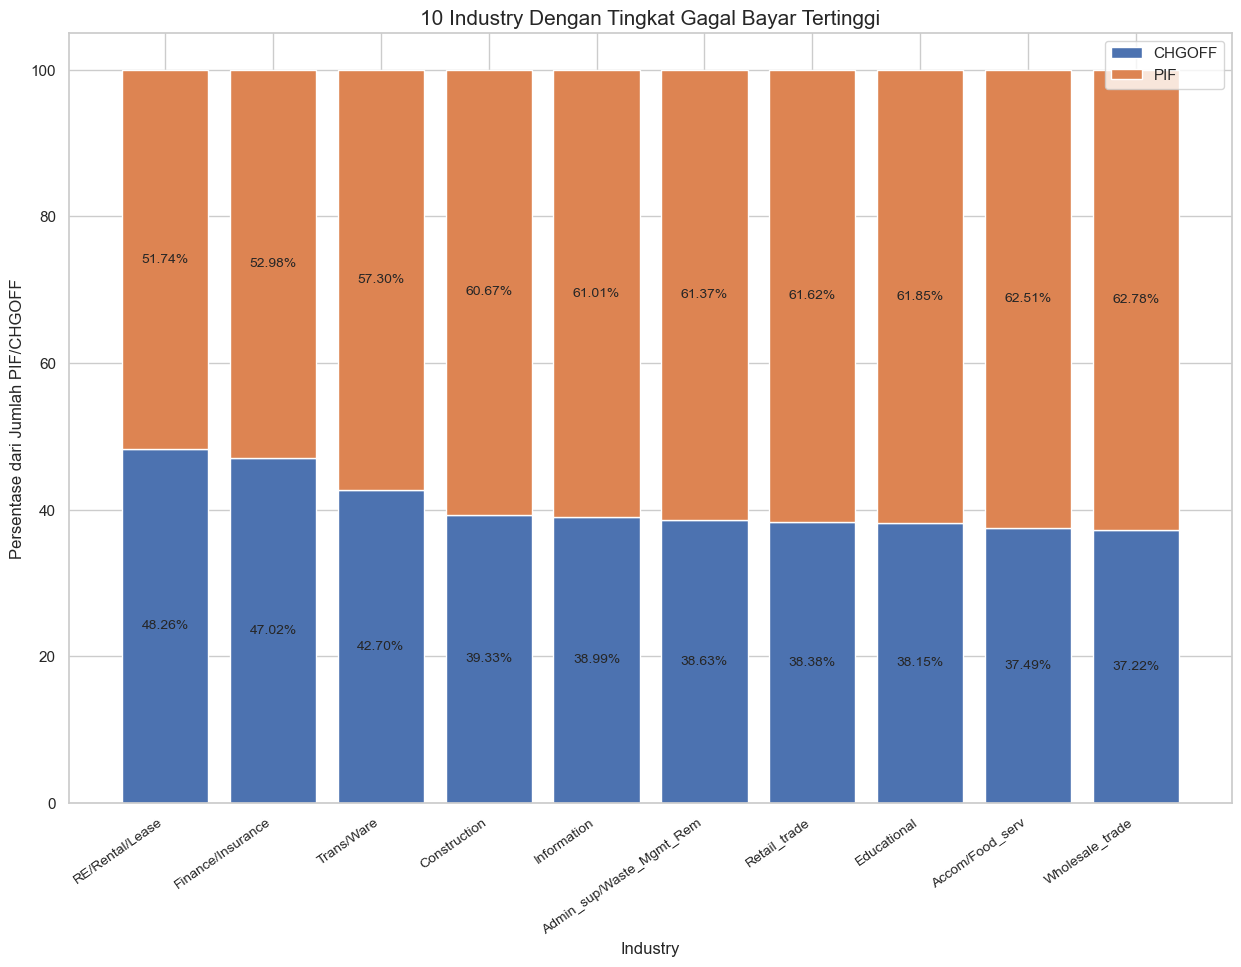 10 Industry Dengan Tingkat Gagal Bayar Tertinggi
CHGOFF
PIF
Persentase dari Jumlah PIF/CHGOFF
100
80
60
40
20
0
51.74%
52.98%
57.30%
60.67%
61.01%
61.37%
61.62%
61.85%
62.51%
62.78%
48.26%
47.02%
42.70%
39.33%
38.99%
38.63%
38.38%
38.15%
37.49%
37.22%
RE/Rental/Lease
Finance/Insurance
Trans/Ware
Construction
Information
Admin_sup/Waste_Mgmt_Rem
Retail_trade
Educational
Accom/Food_serv
Wholesale_trade
Industry